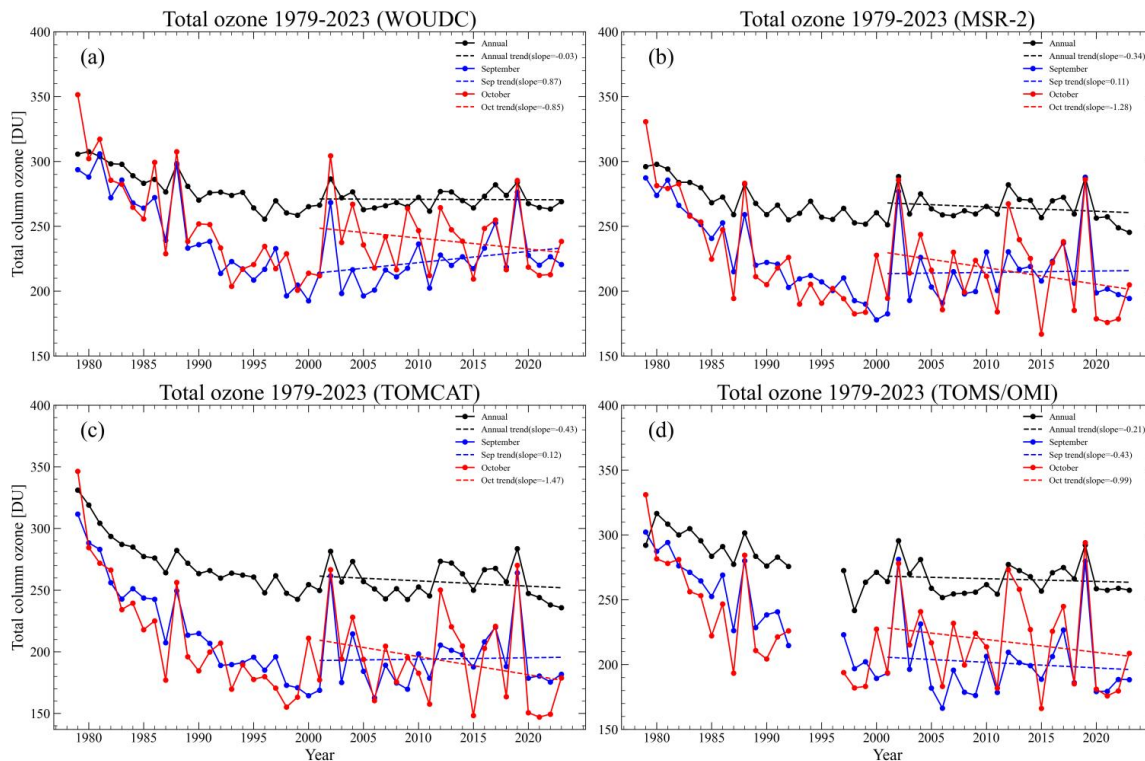 Total ozone 1979-2023 (WOUDC)
400
350
300
250
200
150
Total column ozone [DU]
(a)
Annual
Annual trend(slope=-0.03)
September
Sep trend(slope=0.87)
October
Oct trend(slope=-0.85)
1980 1985 1990 1995 2000 2005 2010 2015 2020
Total ozone 1979-2023 (MSR-2)
400
350
300
250
200
150
(b)
Annual
Annual trend(slope=-0.34)
September
Sep trend(slope=0.11)
October
Oct trend(slope=-1.28)
1980 1985 1990 1995 2000 2005 2010 2015 2020
Total ozone 1979-2023 (TOMCAT)
400
350
300
250
200
150
Total column ozone [DU]
(c)
Annual
Annual trend(slope=-0.43)
September
Sep trend(slope=0.12)
October
Oct trend(slope=-1.47)
1980 1985 1990 1995 2000 2005 2010 2015 2020
Year
Total ozone 1979-2023 (TOMS/OMI)
400
350
300
250
200
150
(d)
Annual
Annual trend(slope=-0.21)
September
Sep trend(slope=-0.43)
October
Oct trend(slope=-0.99)
1980 1985 1990 1995 2000 2005 2010 2015 2020
Year